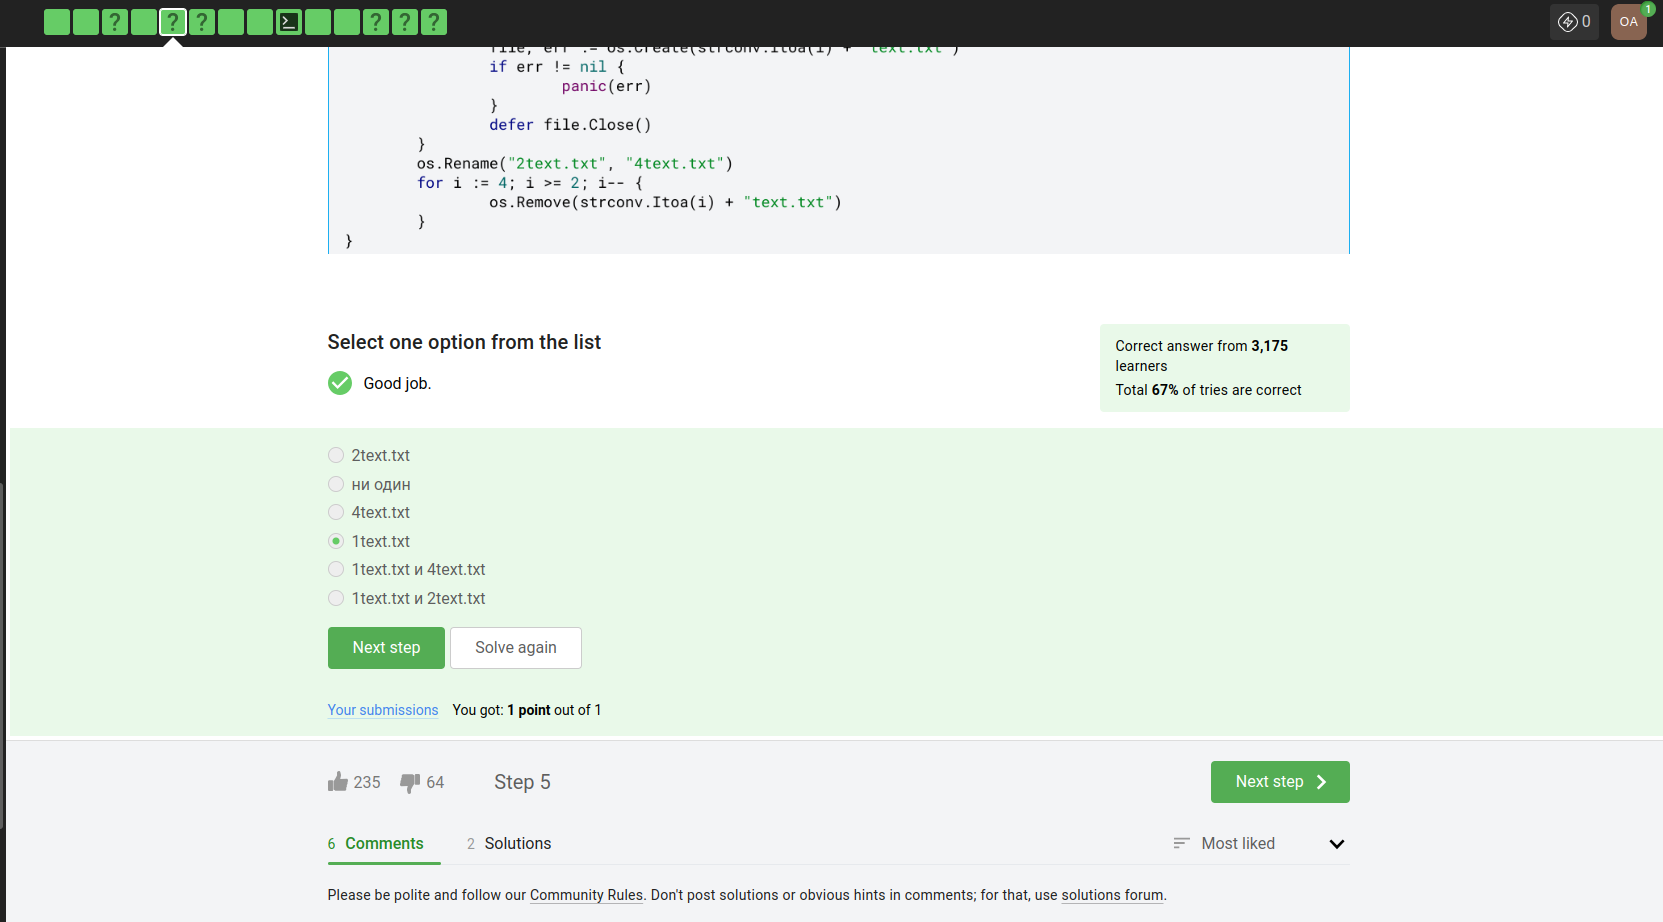 ? ? ? ? ? ?
0
OA
1
file, err := os.Create(strconv.Itoa(i) + "text.txt")
if err != nil {
panic(err)
}
defer file.Close()
}
os.Rename("2text.txt", "4text.txt")
for i := 4; i >= 2; i-- {
os.Remove(strconv.Itoa(i) + "text.txt")
}
}
Select one option from the list
Good job.
Correct answer from 3,175
learners
Total 67% of tries are correct
2text.txt
ни один
4text.txt
1text.txt
1text.txt и 4text.txt
1text.txt и 2text.txt
Next step
Solve again
Your submissions You got: 1 point out of 1
235
64
Step 5
Next step
6 Comments
2 Solutions
Most liked
Please be polite and follow our Community Rules. Don't post solutions or obvious hints in comments; for that, use solutions forum.